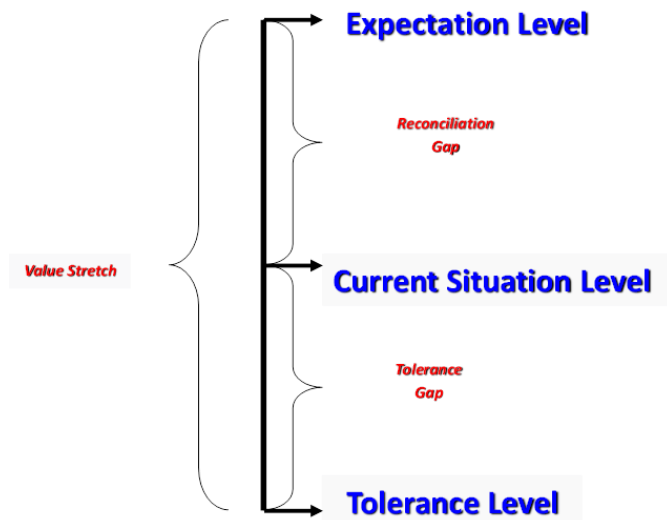 Expectation Level
Reconciliation
Gap
Value Stretch
Current Situation Level
Tolerance
Gap
Tolerance Level